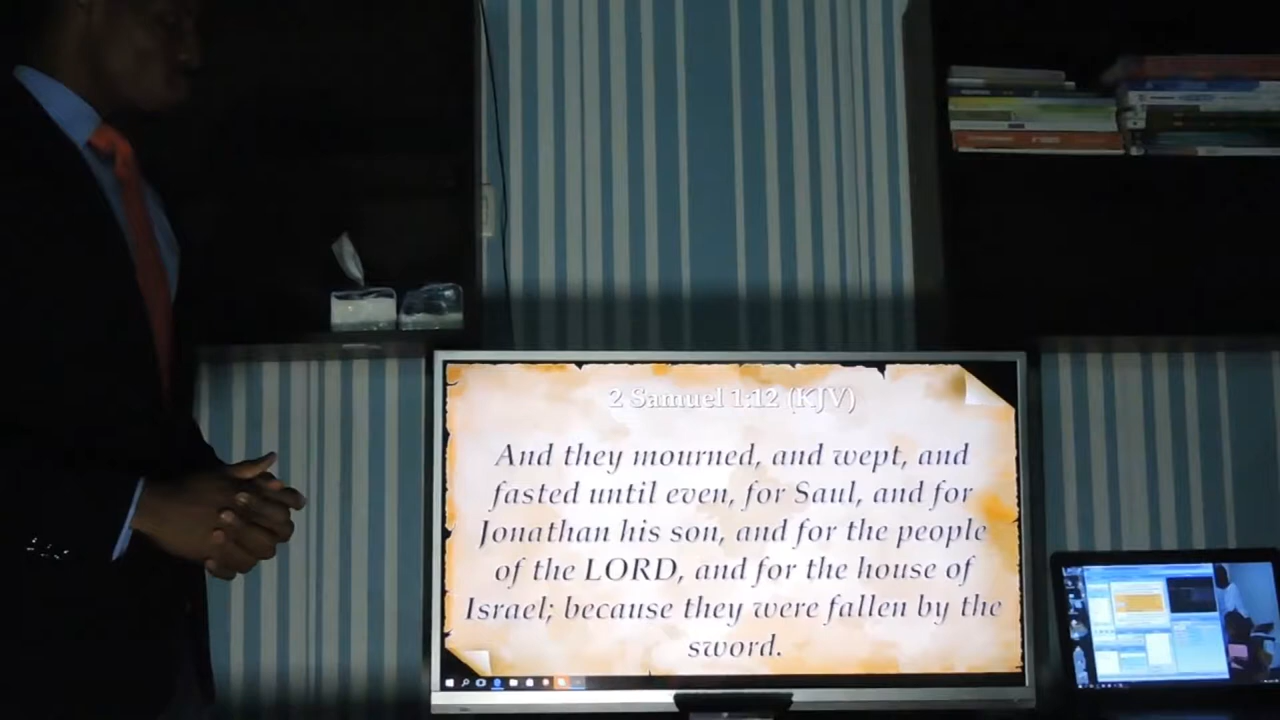 2 Samuel 1:12 (KJV)
And they mourned, and wept, and
fasted until even, for Saul, and for
Jonathan his son, and for the people
of the LORD, and for the house of
Israel; because they were fallen by the
sword.